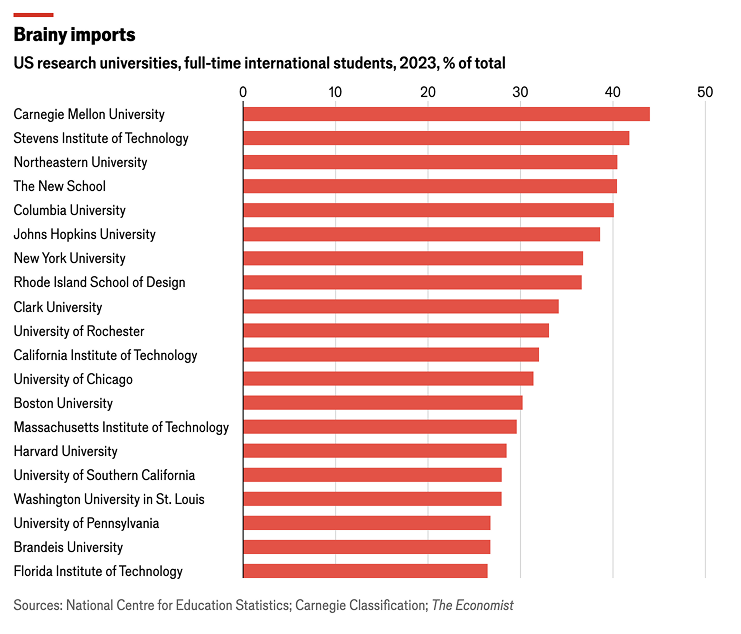 Brainy imports
US research universities, full-time international students, 2023, % of total
0 10 20 30 40 50
Carnegie Mellon University
Stevens Institute of Technology
Northeastern University
The New School
Columbia University
Johns Hopkins University
New York University
Rhode Island School of Design
Clark University
University of Rochester
California Institute of Technology
University of Chicago
Boston University
Massachusetts Institute of Technology
Harvard University
University of Southern California
Washington University in St. Louis
University of Pennsylvania
Brandeis University
Florida Institute of Technology
Sources: National Centre for Education Statistics; Carnegie Classification; The Economist